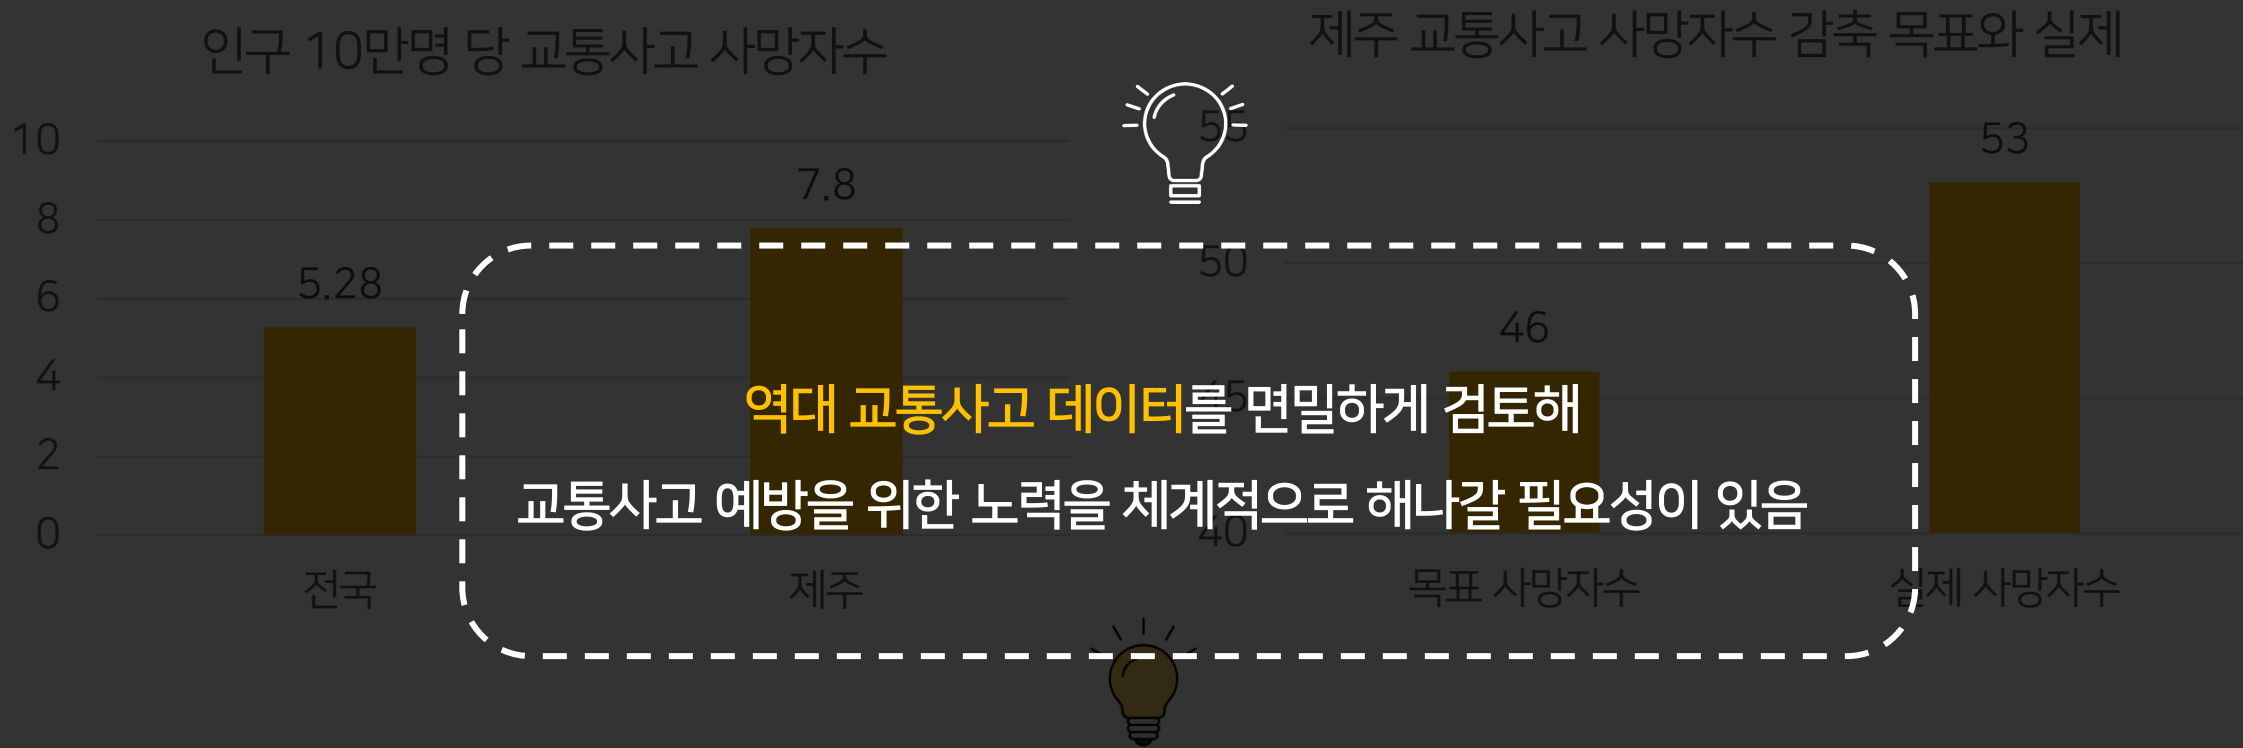 인구 10만명 당 교통사고 사망자수
10
8
6
4
2
0
5.28
7.8
전국
제주
제주 교통사고 사망자수 감축 목표와 실제
55
50
45
40
46
53
목표 사망자수
실제 사망자수
역대 교통사고 데이터를 면밀하게 검토해
교통사고 예방을 위한 노력을 체계적으로 해나갈 필요성이 있음